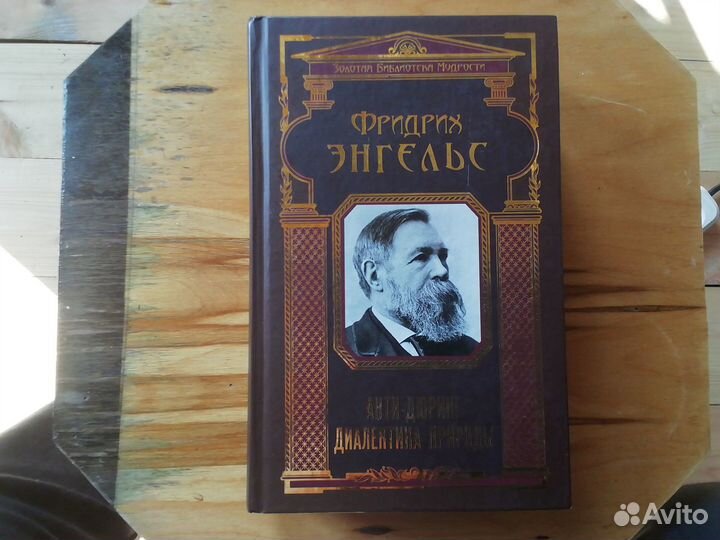 Золотая Библиотека Мудрости
Фридрих
ЭНГЕЛЬС
АНТИ-ДЮРИНГ
ДИАЛЕКТИКА ПРИРОДЫ
Avito